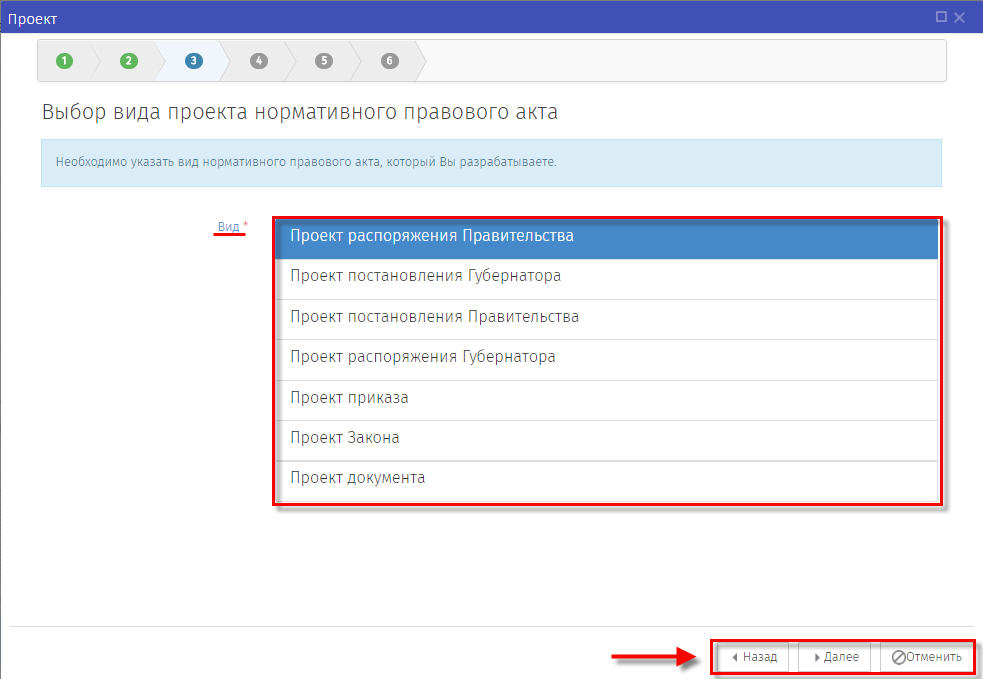 Проект
1 2 3 4 5 6
Выбор вида проекта нормативного правового акта
Необходимо указать вид нормативного правового акта, который Вы разрабатываете.
Вид *
Проект распоряжения Правительства
Проект постановления Губернатора
Проект постановления Правительства
Проект распоряжения Губернатора
Проект приказа
Проект Закона
Проект документа
Назад Далее Отменить